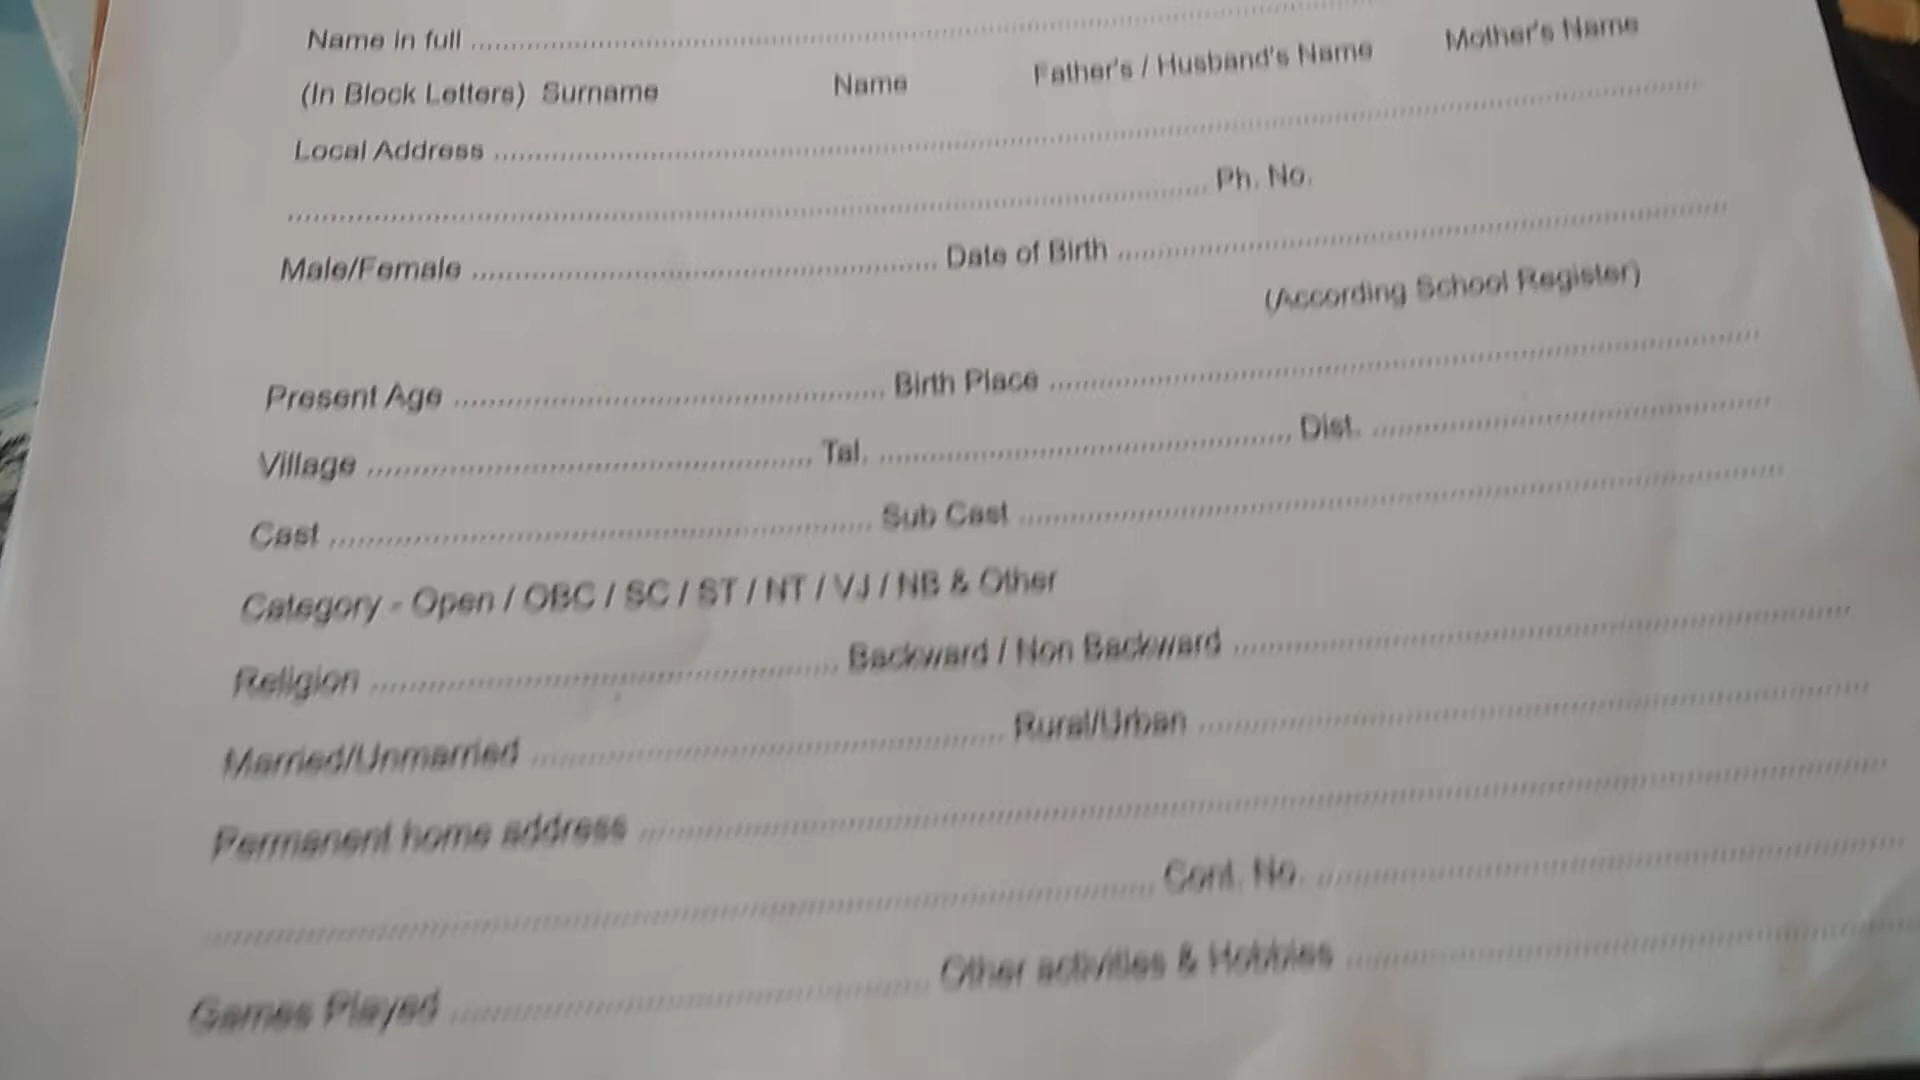 Name in full ............................................................
(In Block Letters) Surname Name Father's / Husband's Name Mother's Name
Local Address ............................................................
............................................................ Ph. No.
Male/Female .............................. Date of Birth ..............................
(According School Register)
Present Age .............................. Birth Place ..............................
Village .............................. Tal. .............................. Dist. ..............................
Cast .............................. Sub Cast ..............................
Category - Open / OBC / SC / ST / NT / VJ / NB & Other
Religion .............................. Backward / Non Backward ..............................
Married/Unmarried .............................. Rural/Urban ..............................
Permanent home address ............................................................
............................................................ Cont. No. ..............................
Games Played .............................. Other activities & Hobbies ..............................